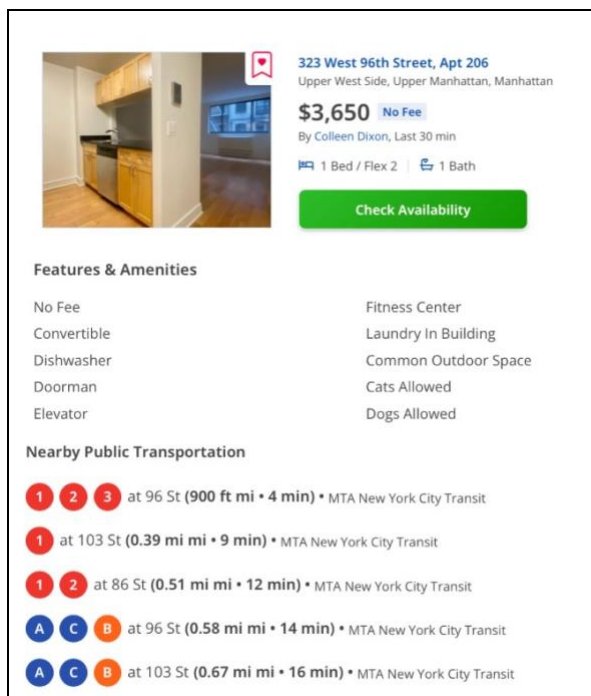 323 West 96th Street, Apt 206
Upper West Side, Upper Manhattan, Manhattan
$3,650 No Fee
By Colleen Dixon, Last 30 min
1 Bed / Flex 2 1 Bath
Check Availability
Features & Amenities
No Fee
Convertible
Dishwasher
Doorman
Elevator
Fitness Center
Laundry In Building
Common Outdoor Space
Cats Allowed
Dogs Allowed
Nearby Public Transportation
1 2 3 at 96 St (900 ft mi • 4 min) • MTA New York City Transit
1 at 103 St (0.39 mi mi • 9 min) • MTA New York City Transit
1 2 at 86 St (0.51 mi mi • 12 min) • MTA New York City Transit
A C B at 96 St (0.58 mi mi • 14 min) • MTA New York City Transit
A C B at 103 St (0.67 mi mi • 16 min) • MTA New York City Transit